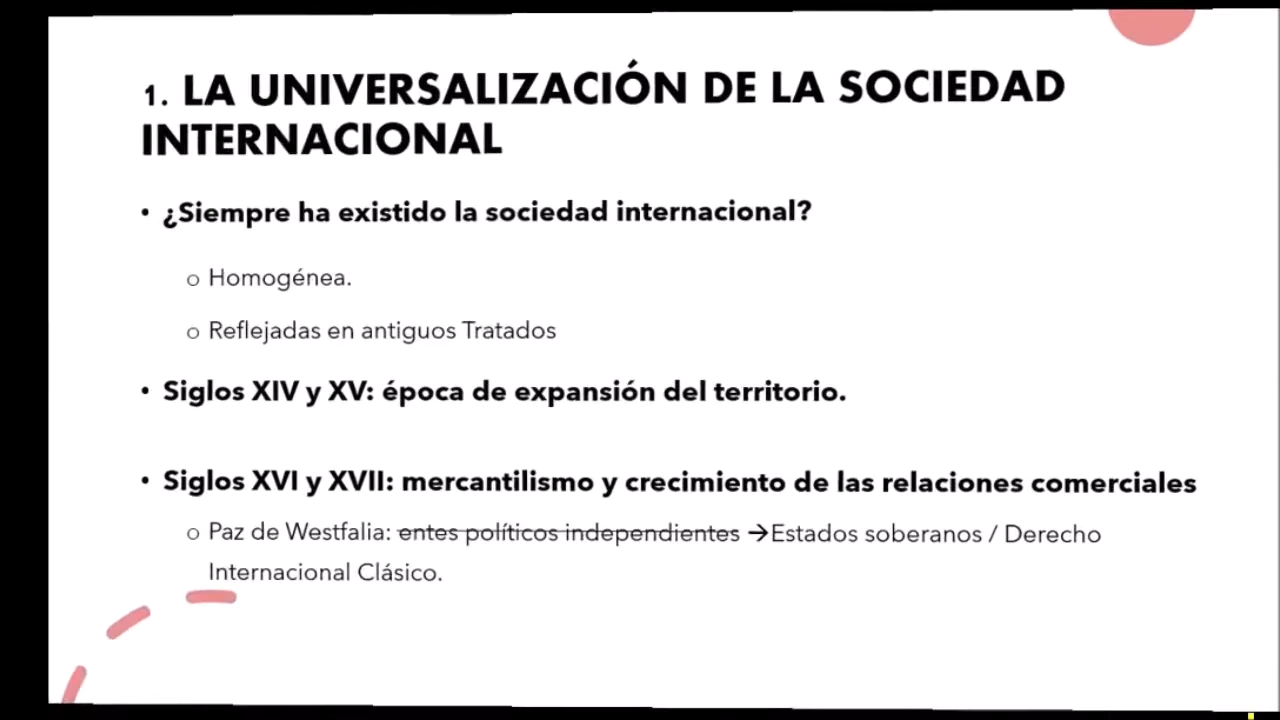 1. LA UNIVERSALIZACIÓN DE LA SOCIEDAD
INTERNACIONAL
• ¿Siempre ha existido la sociedad internacional?
o Homogénea.
o Reflejadas en antiguos Tratados
• Siglos XIV y XV: época de expansión del territorio.
• Siglos XVI y XVII: mercantilismo y crecimiento de las relaciones comerciales
o Paz de Westfalia: entes políticos independientes →Estados soberanos / Derecho
Internacional Clásico.